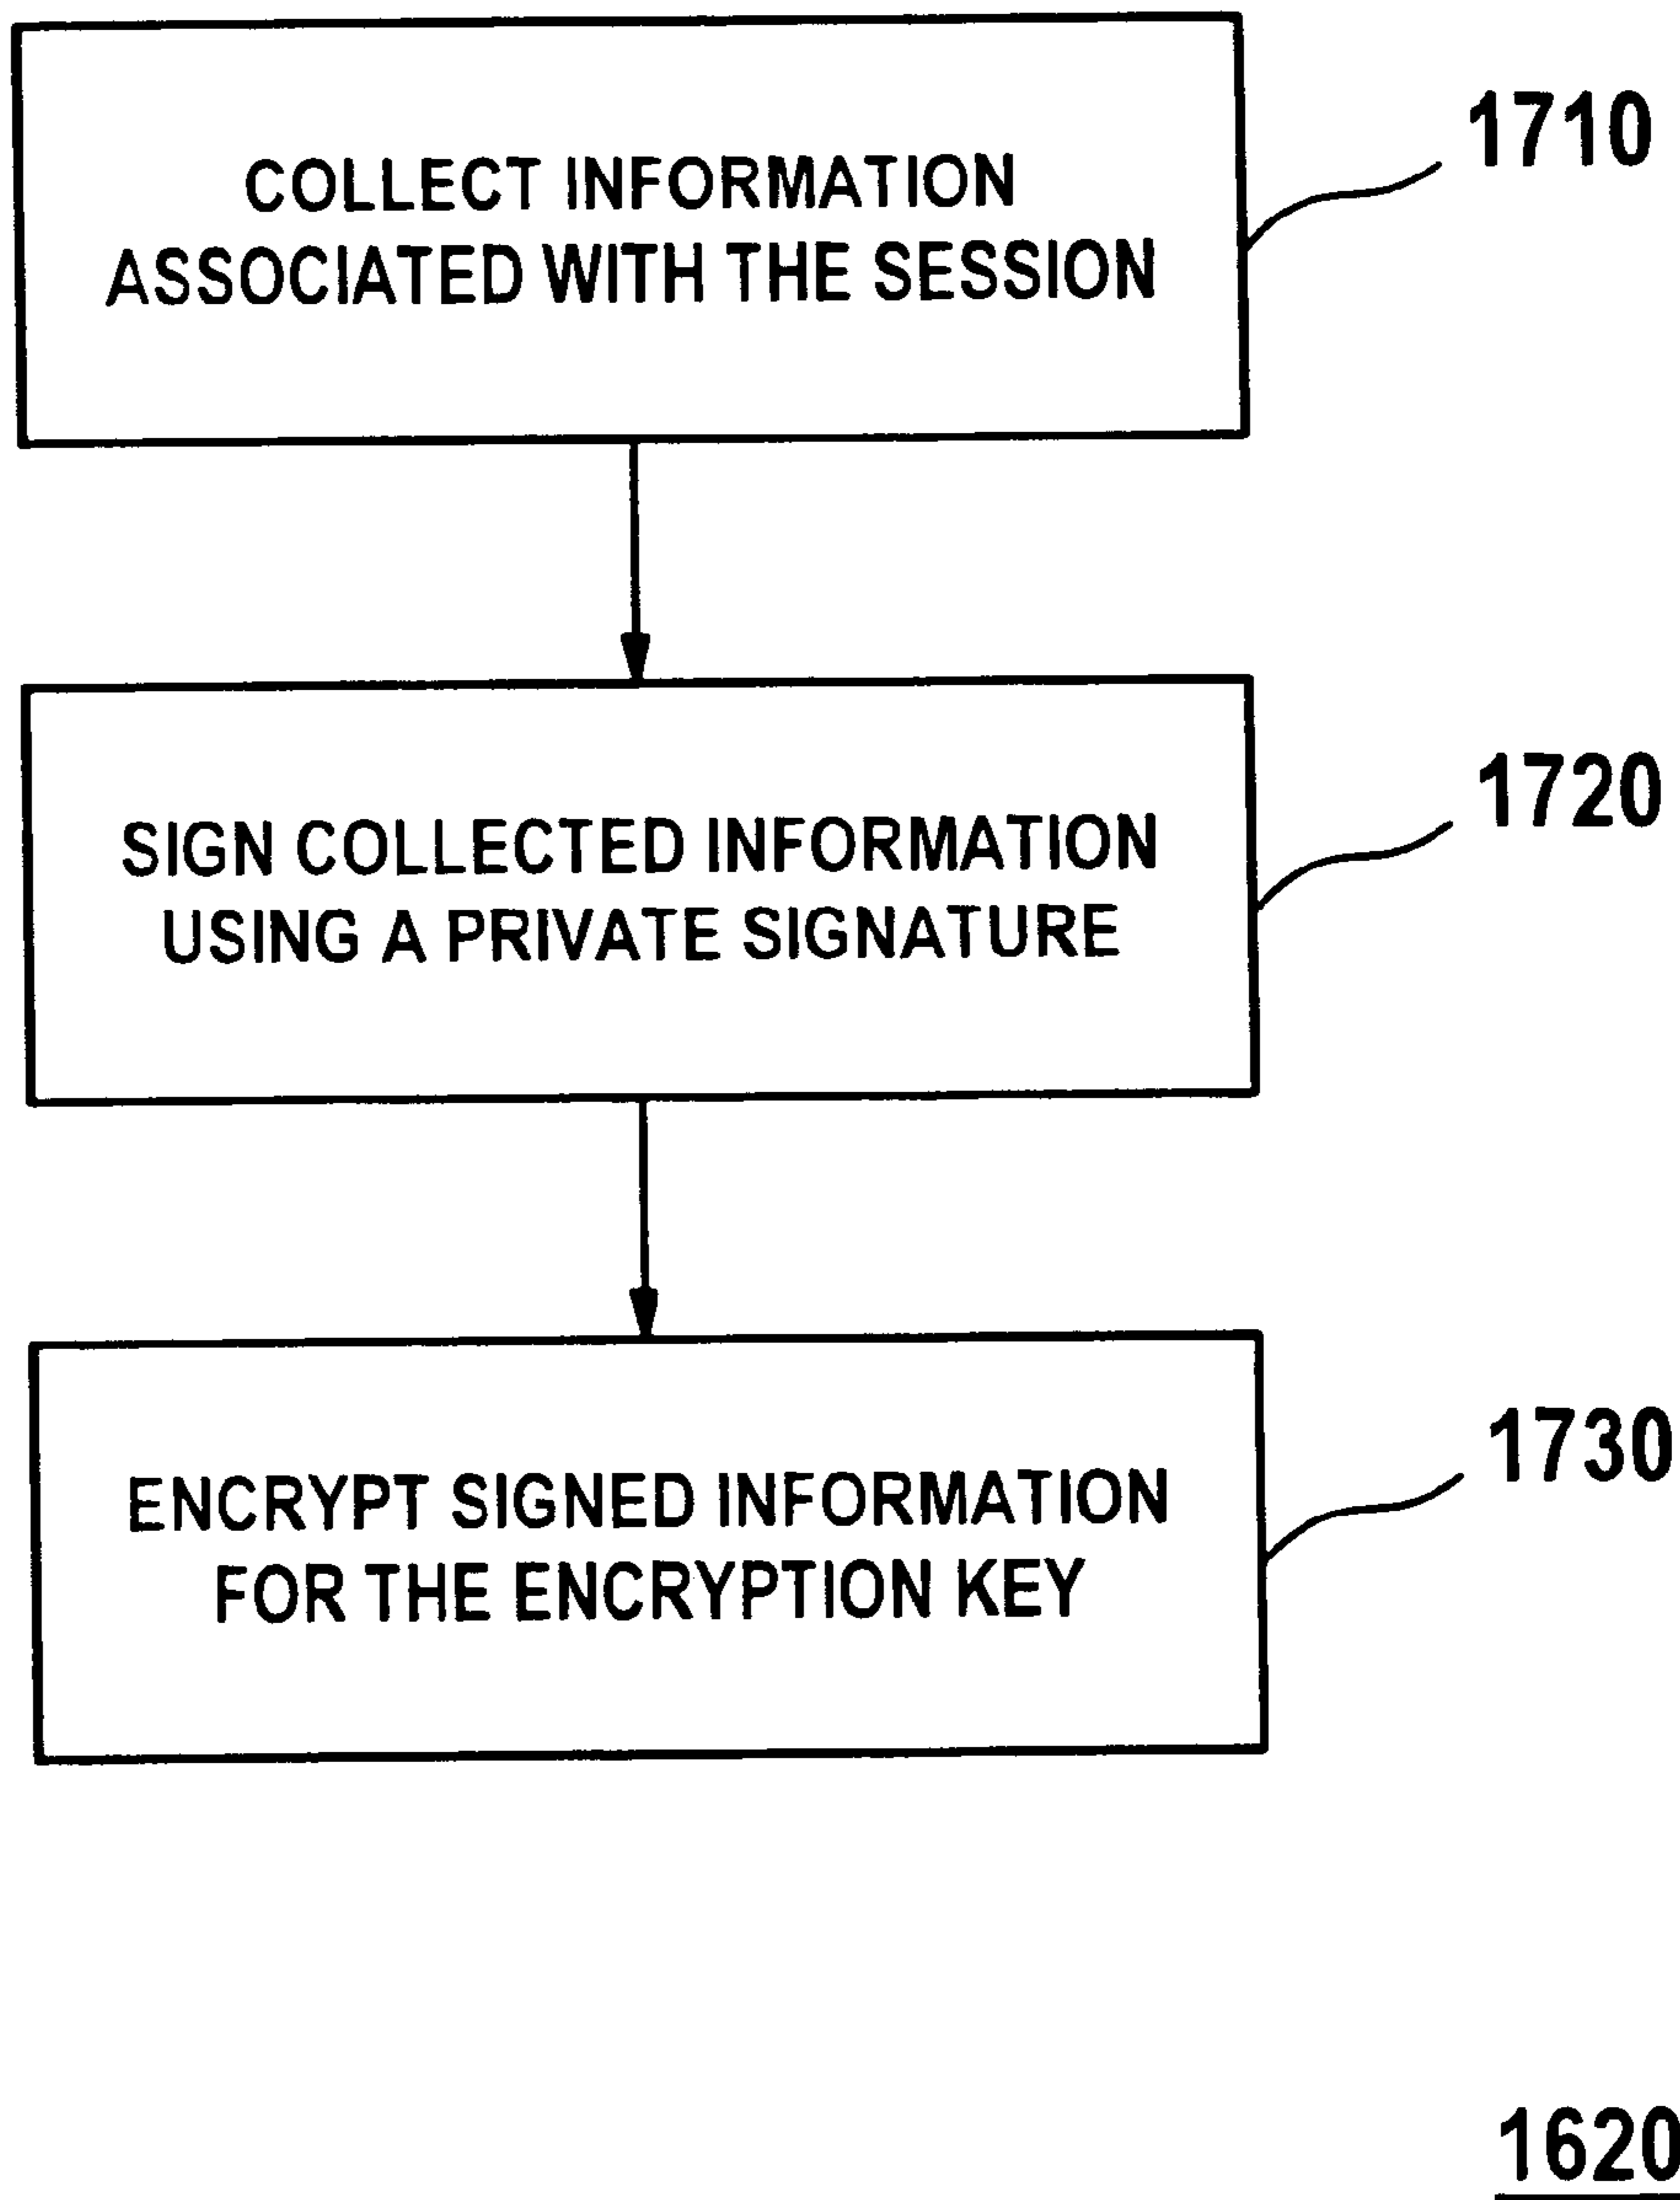 COLLECT INFORMATION
ASSOCIATED WITH THE SESSION
1710
SIGN COLLECTED INFORMATION
USING A PRIVATE SIGNATURE
1720
ENCRYPT SIGNED INFORMATION
FOR THE ENCRYPTION KEY
1730
1620